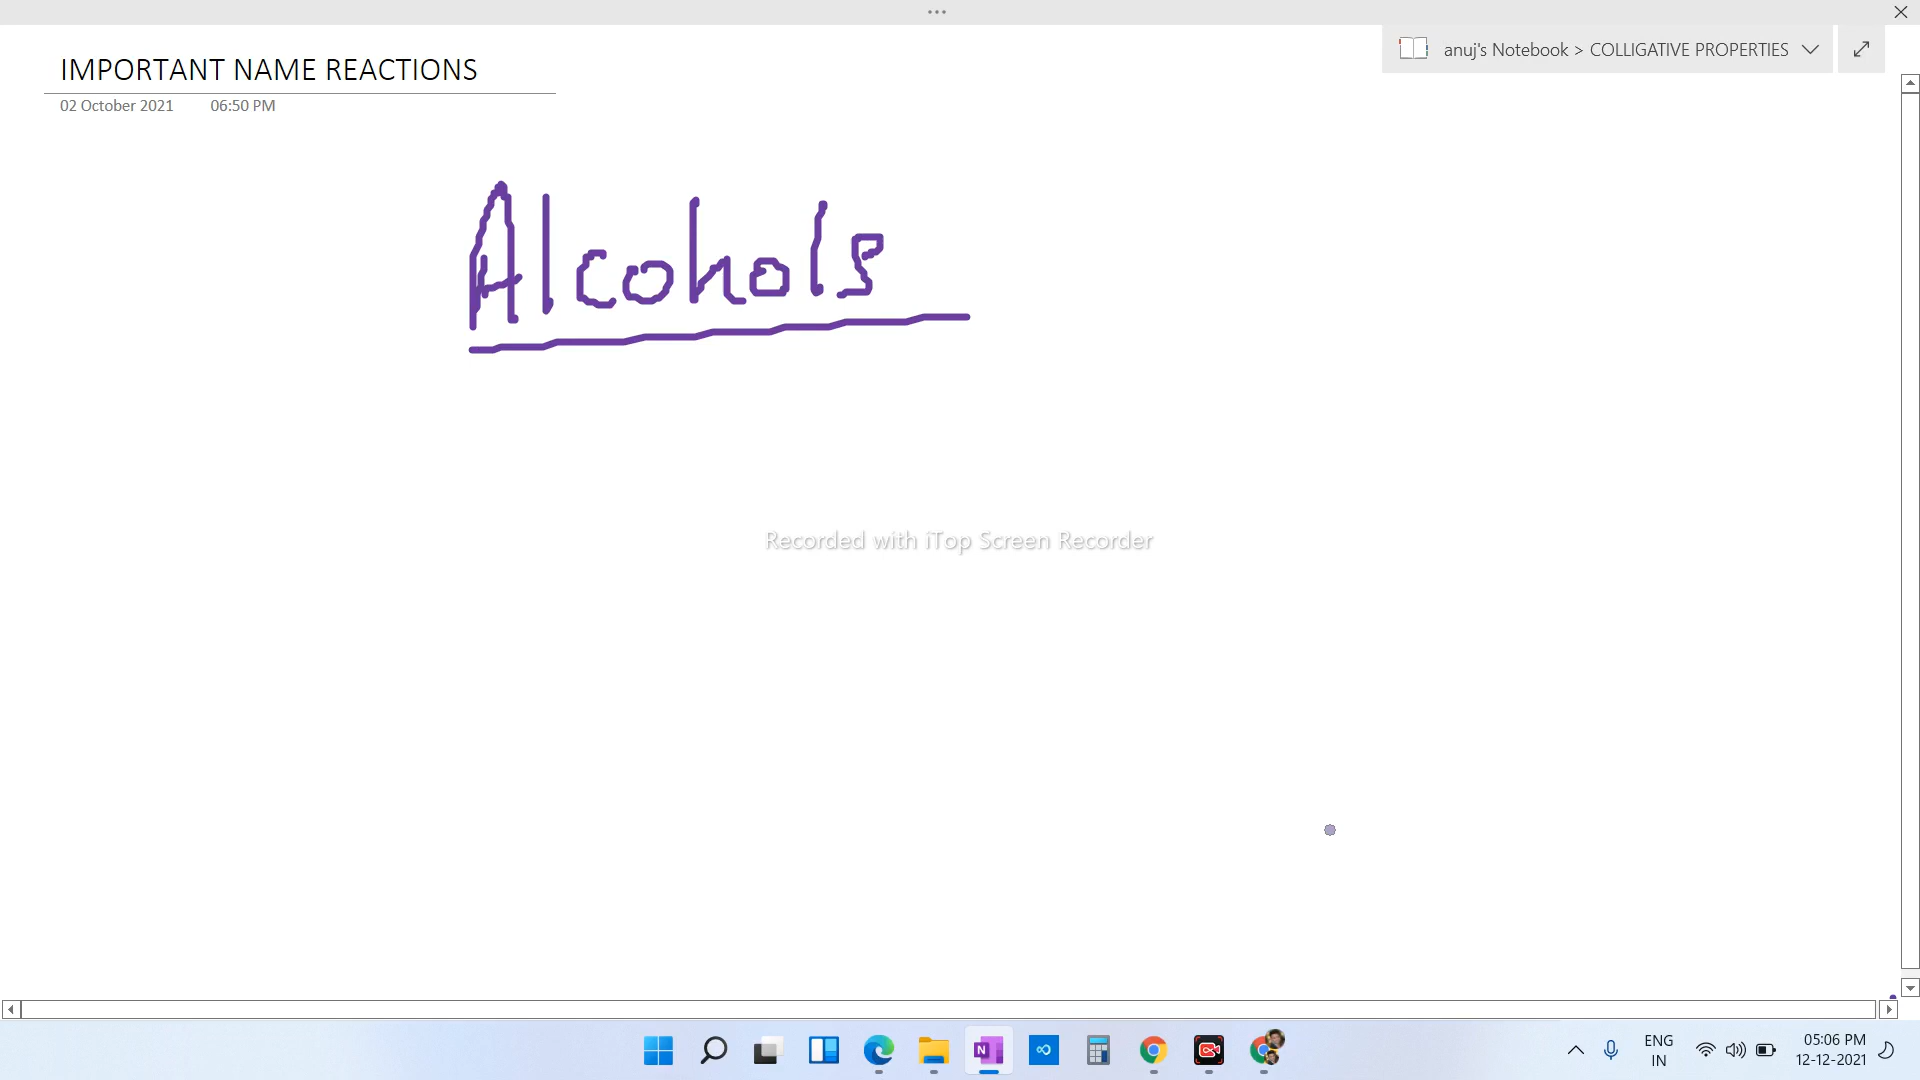 anuj's Notebook > COLLIGATIVE PROPERTIES
IMPORTANT NAME REACTIONS
02 October 2021 06:50 PM
Alcohols
Recorded with iTop Screen Recorder
ENG
IN
05:06 PM
12-12-2021